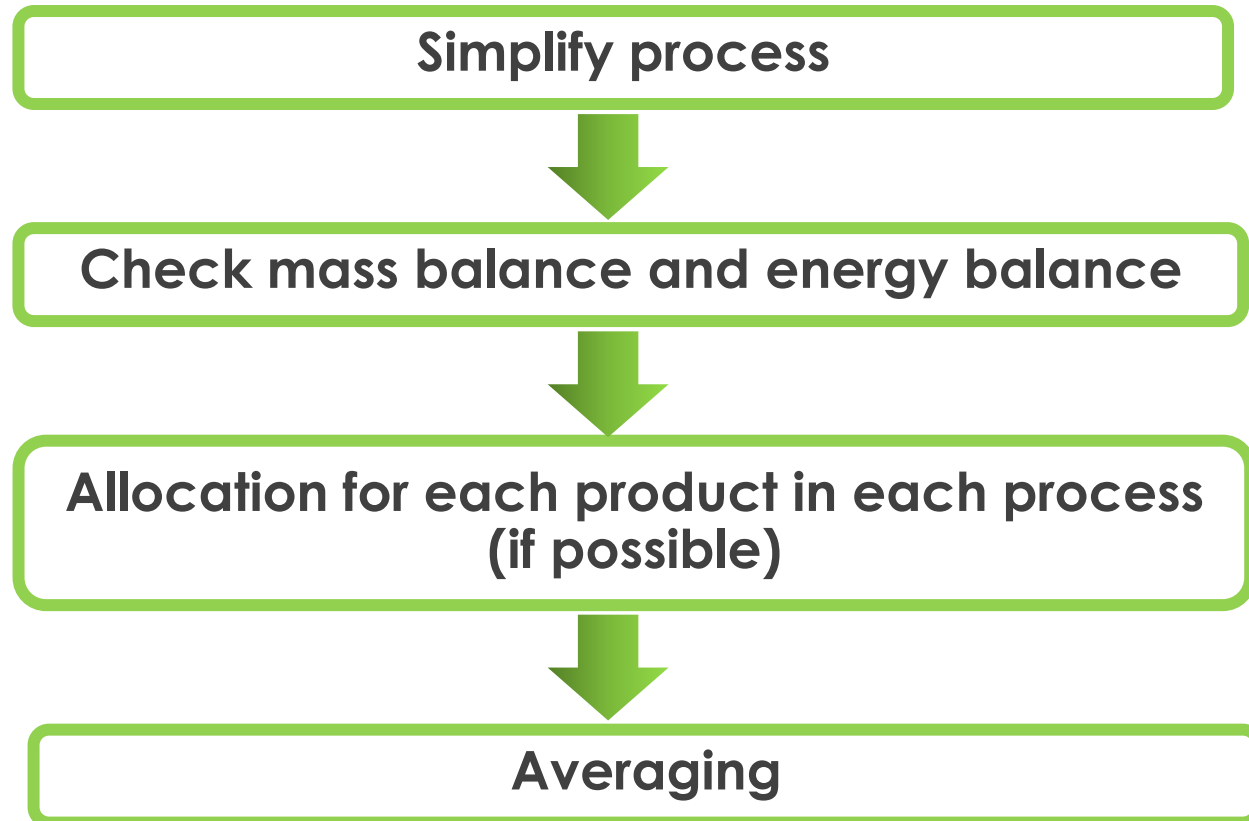 Simplify process
Check mass balance and energy balance
Allocation for each product in each process
(if possible)
Averaging